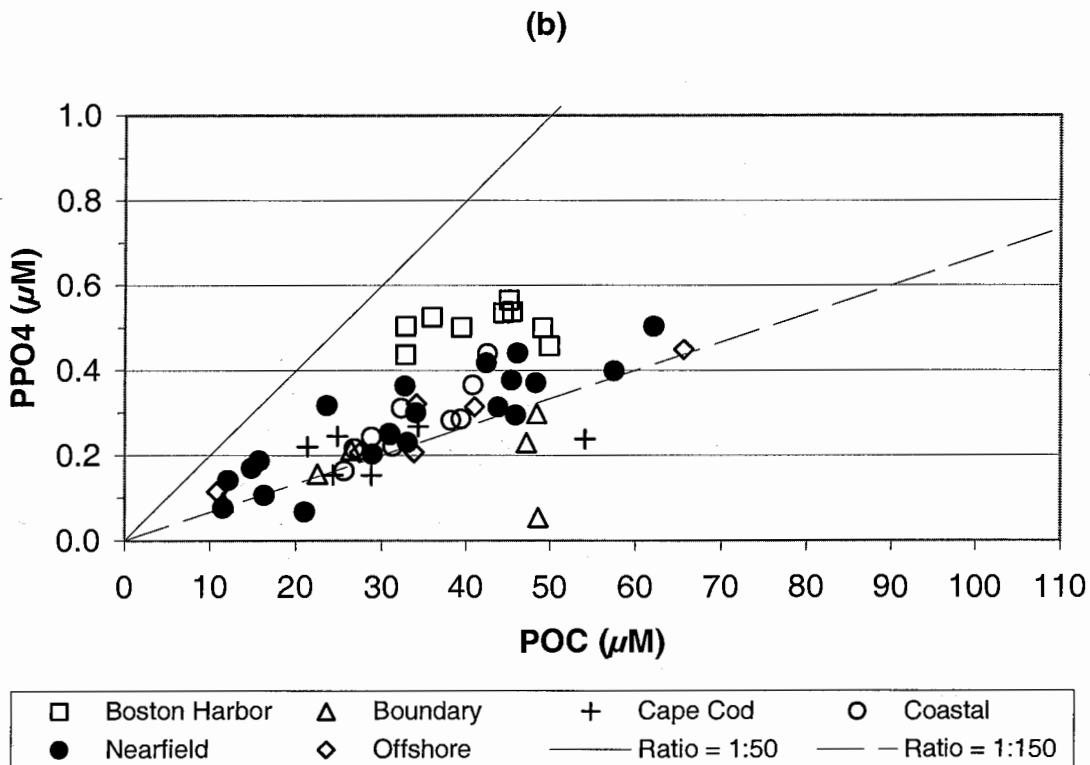 (b)
PPO4 (µM)
1.0
0.8
0.6
0.4
0.2
0.0
0 10 20 30 40 50 60 70 80 90 100 110
POC (µM)
Boston Harbor Boundary Cape Cod Coastal
Nearfield Offshore Ratio = 1:50 Ratio = 1:150